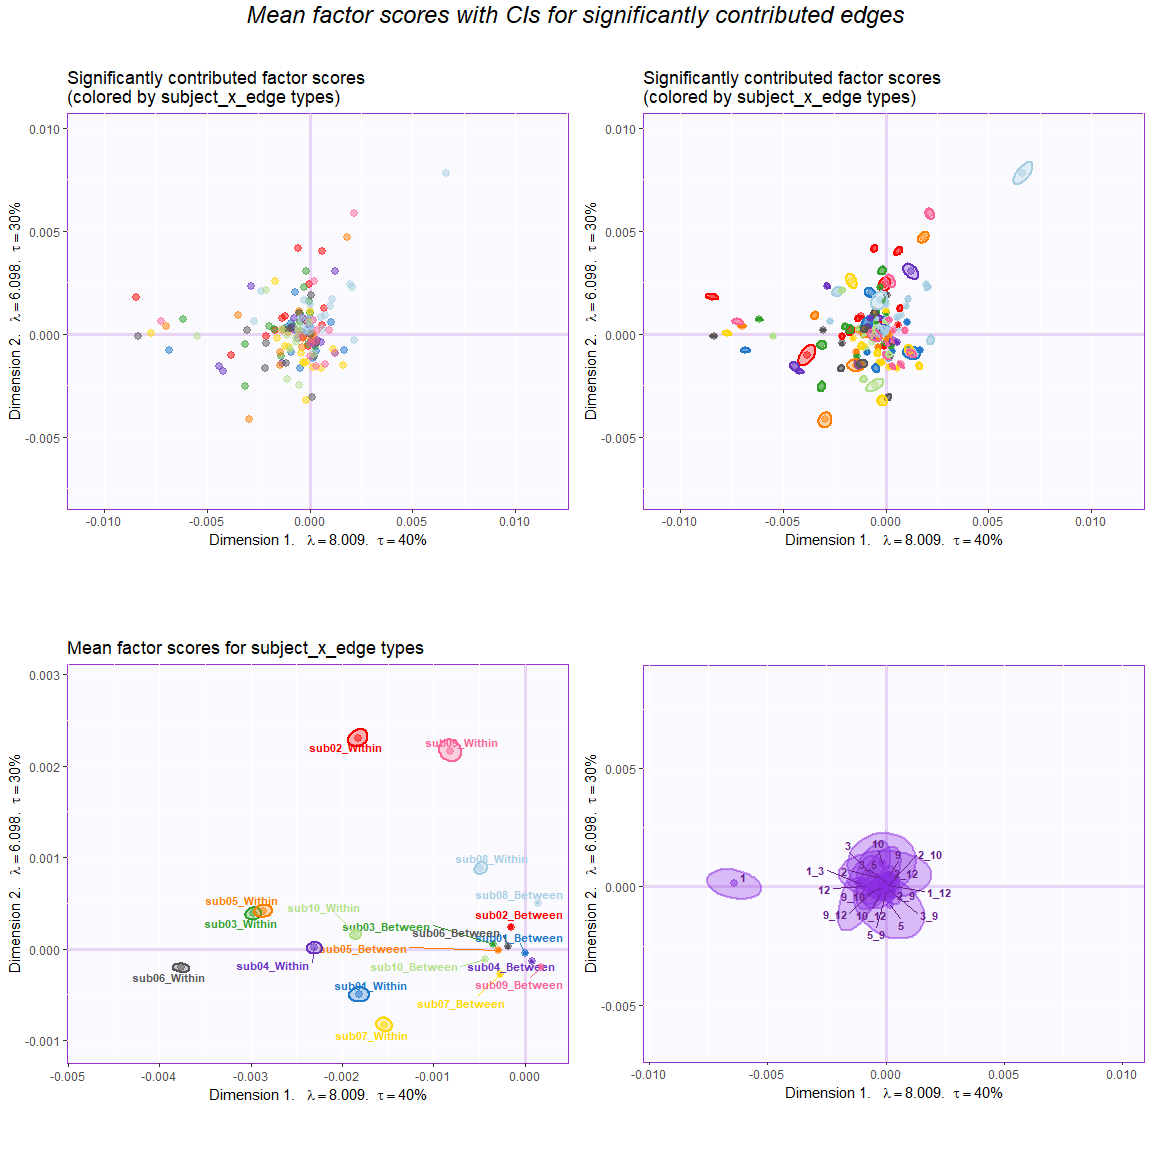 Mean factor scores with CIs for significantly contributed edges
Significantly contributed factor scores
(colored by subject_x_edge types)
0.010
0.005
0.000
-0.005
-0.010
-0.005
0.000
0.005
0.010
Dimension 1. λ = 8.009. τ = 40%
Dimension 2. λ = 6.098. τ = 30%
Significantly contributed factor scores
(colored by subject_x_edge types)
0.010
0.005
0.000
-0.005
-0.010
-0.005
0.000
0.005
0.010
Dimension 1. λ = 8.009. τ = 40%
Dimension 2. λ = 6.098. τ = 30%
Mean factor scores for subject_x_edge types
0.003
0.002
0.001
0.000
-0.001
sub02_Within
sub09_Within
sub08_Within
sub08_Between
sub05_Within
sub10_Within
sub02_Between
sub03_Within
sub03_Between
sub06_Between
sub01_Between
sub05_Between
sub04_Within
sub10_Between
sub04_Between
sub06_Within
sub01_Within
sub09_Between
sub07_Between
sub07_Within
-0.005
-0.004
-0.003
-0.002
-0.001
0.000
Dimension 1. λ = 8.009. τ = 40%
Dimension 2. λ = 6.098. τ = 30%
0.005
0.000
-0.005
3
10
9
2_10
3
5
1_3
2
2_12
1
12
1_12
9_10
2_9
9_12
10_12
3_9
5
5_9
-0.010
-0.005
0.000
0.005
0.010
Dimension 1. λ = 8.009. τ = 40%
Dimension 2. λ = 6.098. τ = 30%